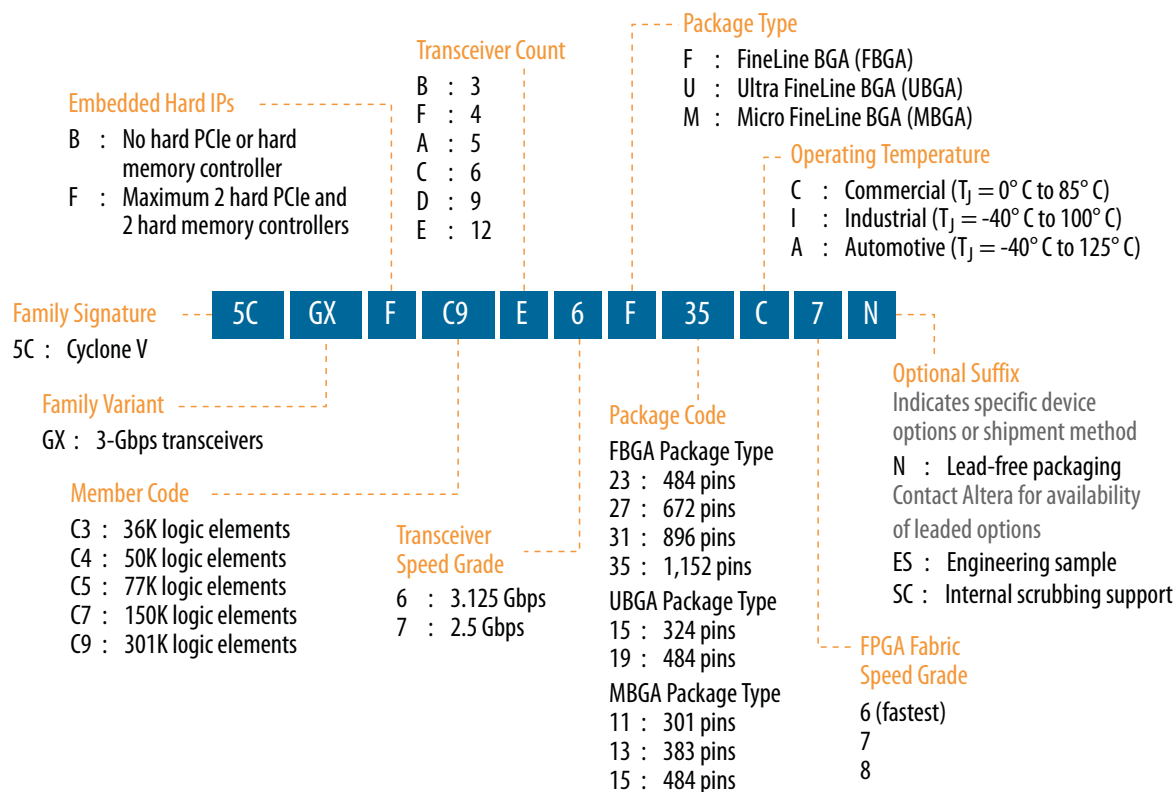 Package Type
F : FineLine BGA (FBGA)
U : Ultra FineLine BGA (UBGA)
M : Micro FineLine BGA (MBGA)
Transceiver Count
B : 3
F : 4
A : 5
C : 6
D : 9
E : 12
Embedded Hard IPs
B : No hard PCIe or hard
memory controller
F : Maximum 2 hard PCIe and
2 hard memory controllers
Operating Temperature
C : Commercial (TJ = 0° C to 85° C)
I : Industrial (TJ = -40° C to 100° C)
A : Automotive (TJ = -40° C to 125° C)
5C GX F C9 E 6 F 35 C 7 N
Family Signature
5C : Cyclone V
Family Variant
GX : 3-Gbps transceivers
Member Code
C3 : 36K logic elements
C4 : 50K logic elements
C5 : 77K logic elements
C7 : 150K logic elements
C9 : 301K logic elements
Transceiver
Speed Grade
6 : 3.125 Gbps
7 : 2.5 Gbps
Package Code
FBGA Package Type
23 : 484 pins
27 : 672 pins
31 : 896 pins
35 : 1,152 pins
UBGA Package Type
15 : 324 pins
19 : 484 pins
MBGA Package Type
11 : 301 pins
13 : 383 pins
15 : 484 pins
Optional Suffix
Indicates specific device
options or shipment method
N : Lead-free packaging
Contact Altera for availability
of leaded options
ES : Engineering sample
SC : Internal scrubbing support
FPGA Fabric
Speed Grade
6 (fastest)
7
8